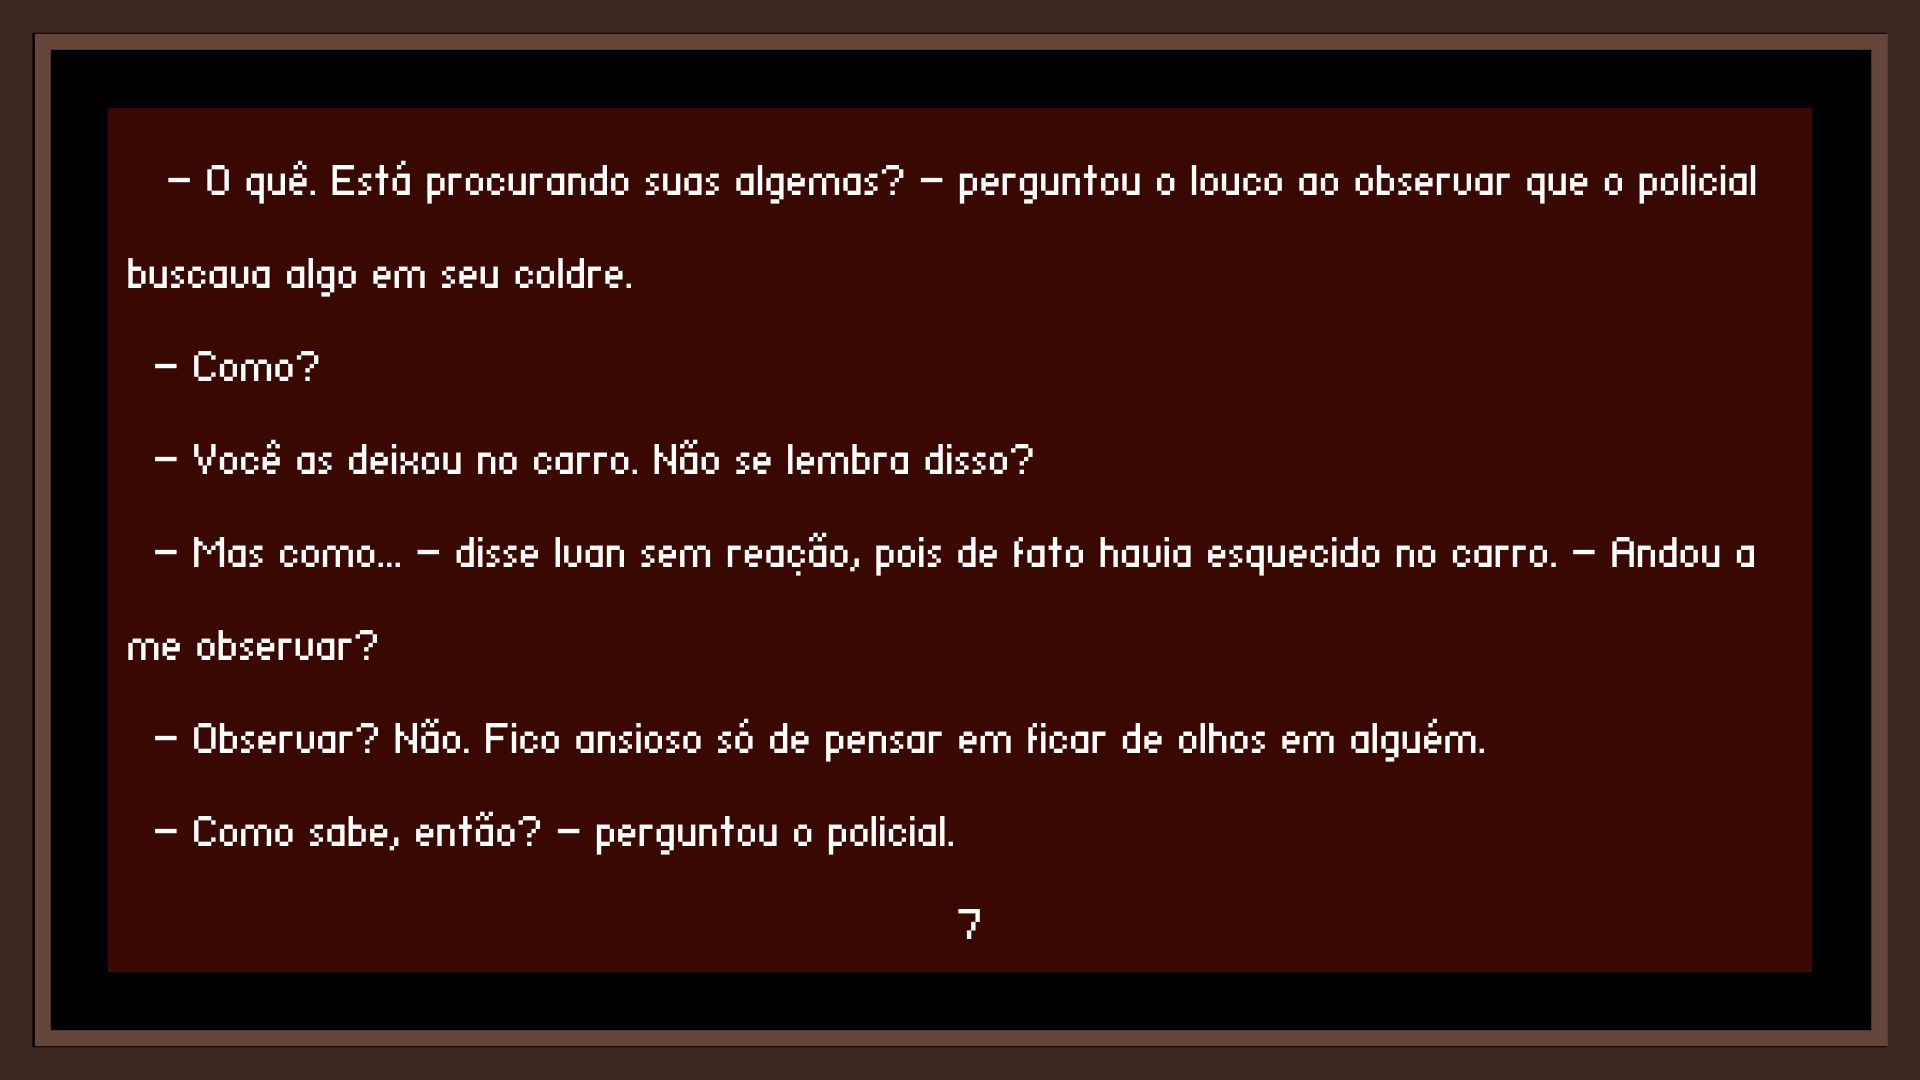 – O quê. Está procurando suas algemas? – perguntou o louco ao observar que o policial
buscava algo em seu coldre.
– Como?
– Você as deixou no carro. Não se lembra disso?
– Mas como... – disse luan sem reação, pois de fato havia esquecido no carro. – Andou a
me observar?
– Observar? Não. Fico ansioso só de pensar em ficar de olhos em alguém.
– Como sabe, então? – perguntou o policial.
7